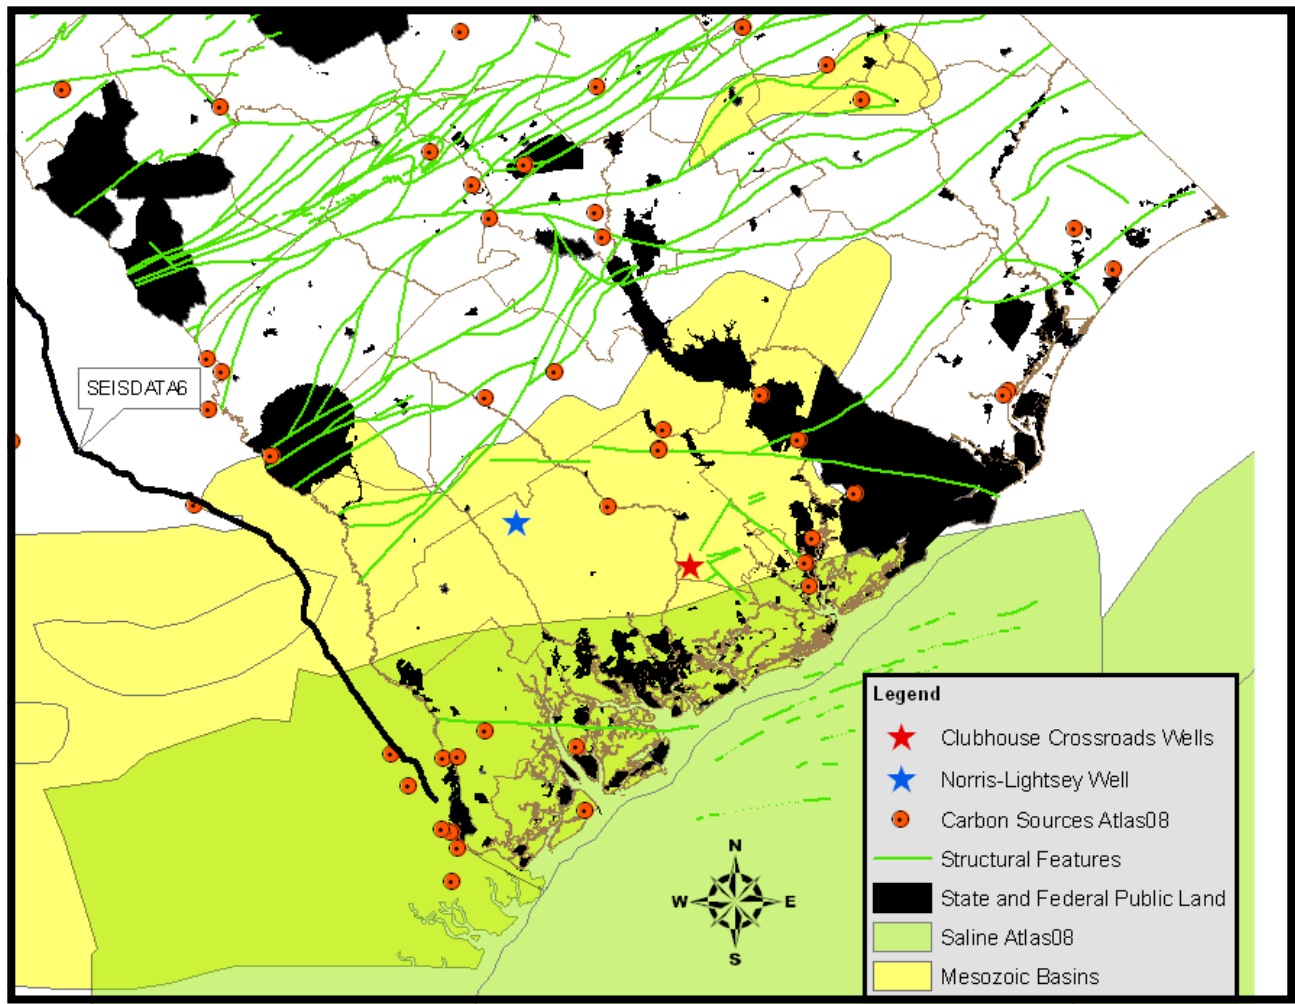 SEISDATA6
Legend
Clubhouse Crossroads Wells
Norris-Lightsey Well
Carbon Sources Atlas08
Structural Features
State and Federal Public Land
Saline Atlas08
Mesozoic Basins
N
W E
S